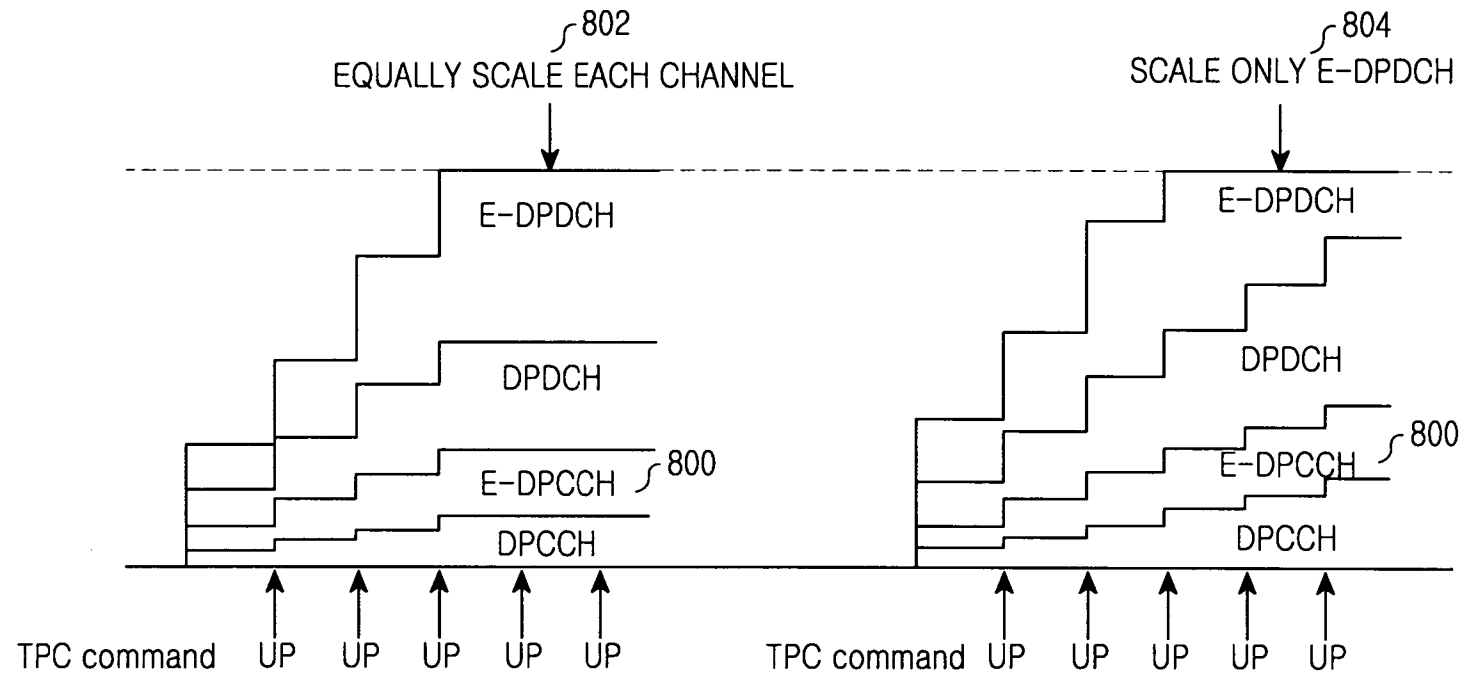 802
EQUALLY SCALE EACH CHANNEL
E-DPDCH
DPDCH
E-DPCCH
800
DPCCH
TPC command UP UP UP UP UP
804
SCALE ONLY E-DPDCH
E-DPDCH
DPDCH
E-DPCCH
800
DPCCH
TPC command UP UP UP UP UP